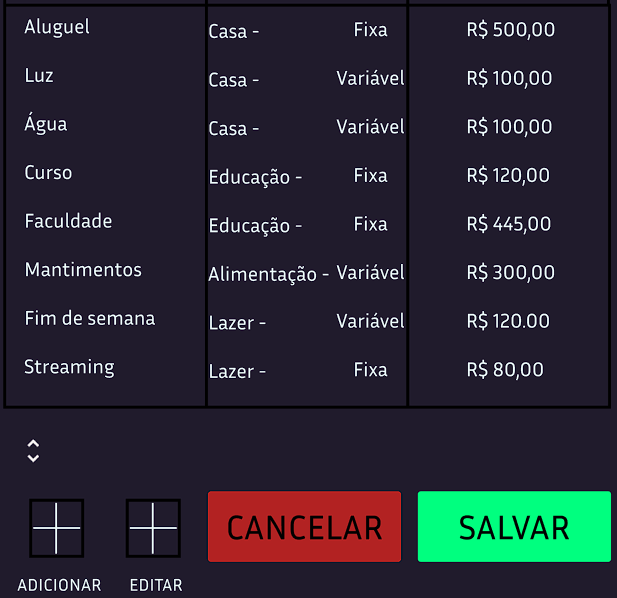 Aluguel Casa - Fixa R$ 500,00
Luz Casa - Variável R$ 100,00
Água Casa - Variável R$ 100,00
Curso Educação - Fixa R$ 120,00
Faculdade Educação - Fixa R$ 445,00
Mantimentos Alimentação - Variável R$ 300,00
Fim de semana Lazer - Variável R$ 120.00
Streaming Lazer - Fixa R$ 80,00
CANCELAR SALVAR
ADICIONAR EDITAR